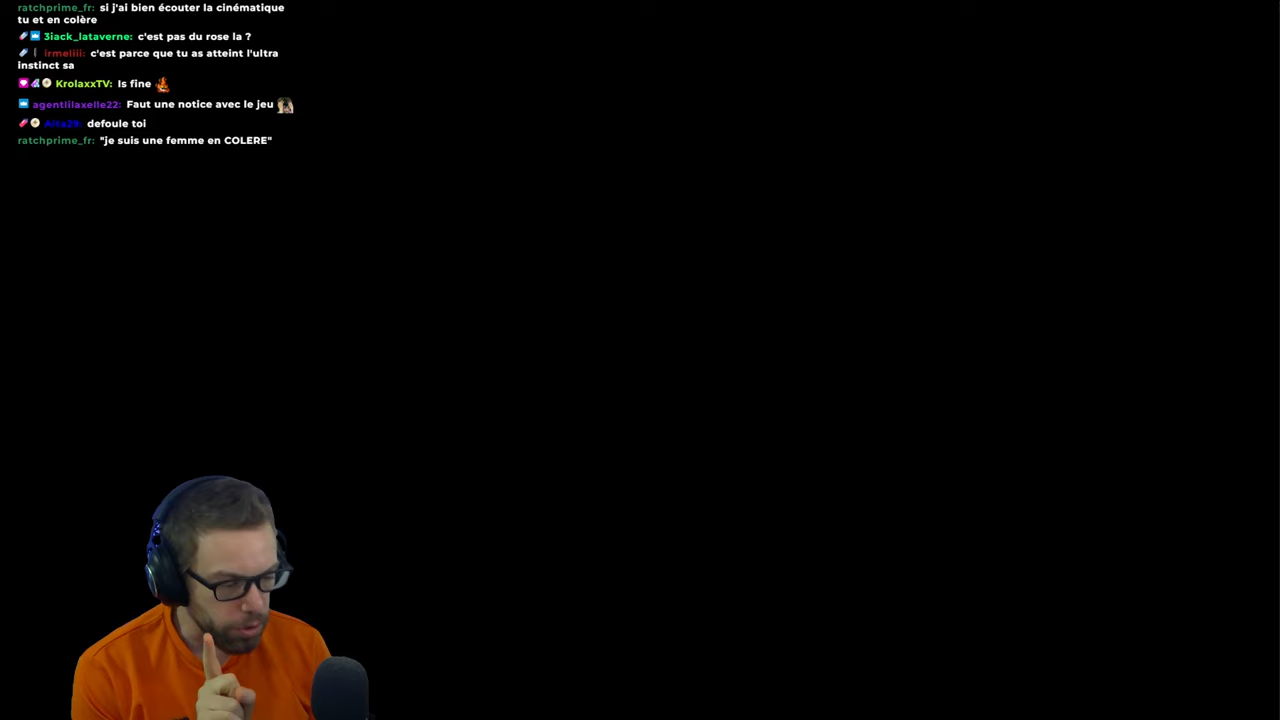 ratchprime_fr: si j'ai bien écouter la cinématique
tu et en colère
3iack_lataverne: c'est pas du rose la ?
irmeliii: c'est parce que tu as atteint l'ultra
instinct sa
KrolaxxTV: Is fine
agentlilaxelle22: Faut une notice avec le jeu
Aita29: defoule toi
ratchprime_fr: "je suis une femme en COLERE"